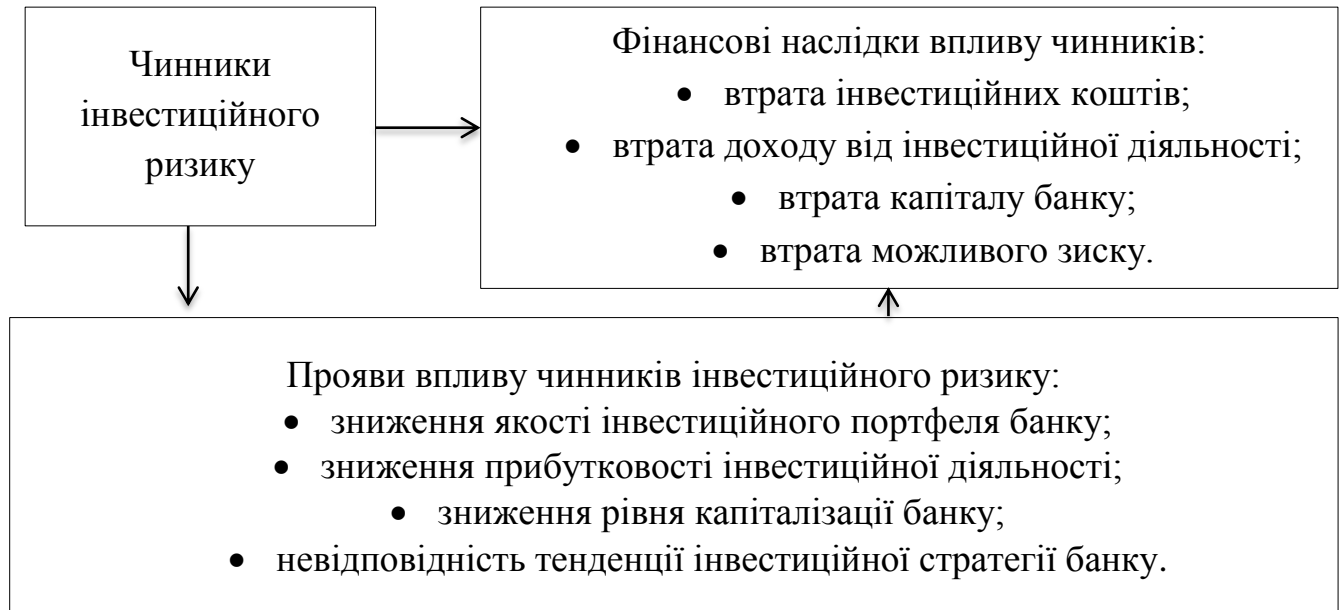 Чинники
інвестиційного
ризику
Фінансові наслідки впливу чинників:
• втрата інвестиційних коштів;
• втрата доходу від інвестиційної діяльності;
• втрата капіталу банку;
• втрата можливого зиску.
Прояви впливу чинників інвестиційного ризику:
• зниження якості інвестиційного портфеля банку;
• зниження прибутковості інвестиційної діяльності;
• зниження рівня капіталізації банку;
• невідповідність тенденції інвестиційної стратегії банку.